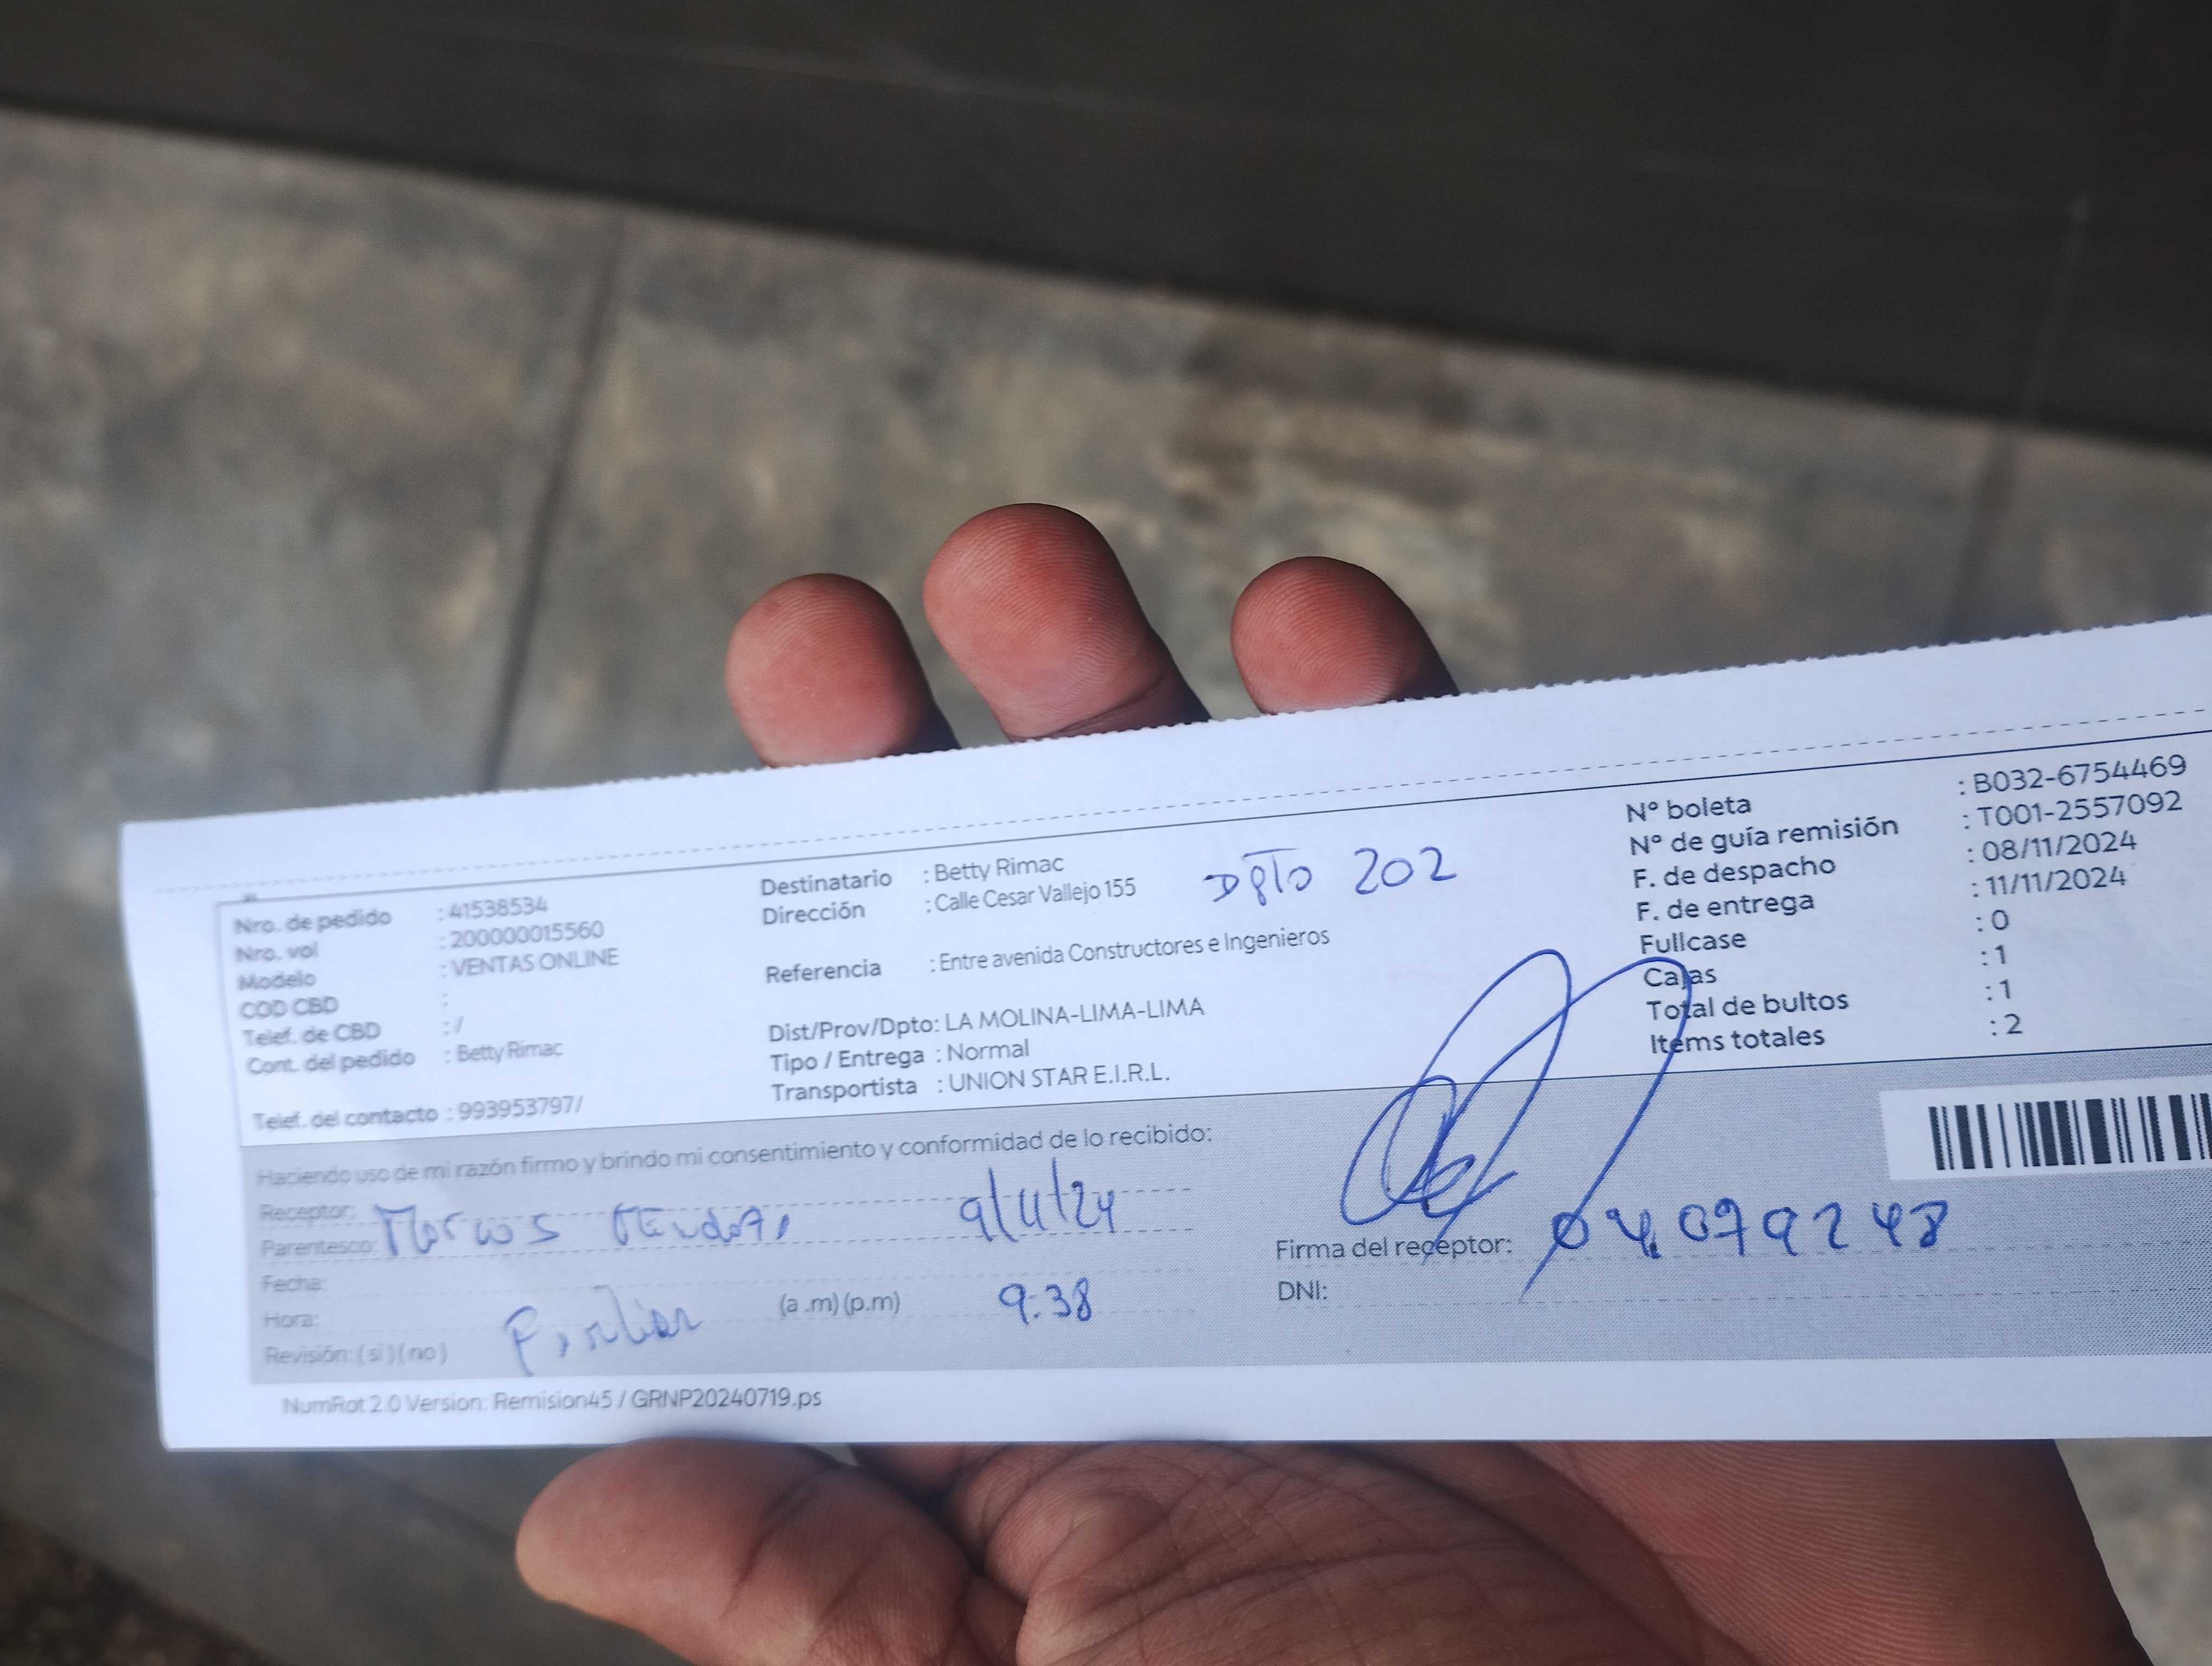 Nro. de pedido : 41538534
Nro. vol : 200000015560
Modelo : VENTAS ONLINE
COD CBD :
Telef. de CBD : /
Cont. del pedido : Betty Rimac
Telef. del contacto : 993953797/
Destinatario : Betty Rimac
Dirección : Calle Cesar Vallejo 155 Dpto 202
Referencia : Entre avenida Constructores e Ingenieros
Dist/Prov/Dpto: LA MOLINA-LIMA-LIMA
Tipo / Entrega : Normal
Transportista : UNION STAR E.I.R.L.
N° boleta : B032-6754469
N° de guía remisión : T001-2557092
F. de despacho : 08/11/2024
F. de entrega : 11/11/2024
Fullcase : 0
Cajas : 1
Total de bultos : 1
Items totales : 2
Haciendo uso de mi razón firmo y brindo mi consentimiento y conformidad de lo recibido:
Receptor: Marcos 9/11/24
Parentesco:
Fecha:
Hora: (a .m) (p.m) 9:38
Revisión: ( si ) ( no )
Firma del receptor: 04079248
DNI:
NumRot 2.0 Version: Remision45 / GRNP20240719.ps